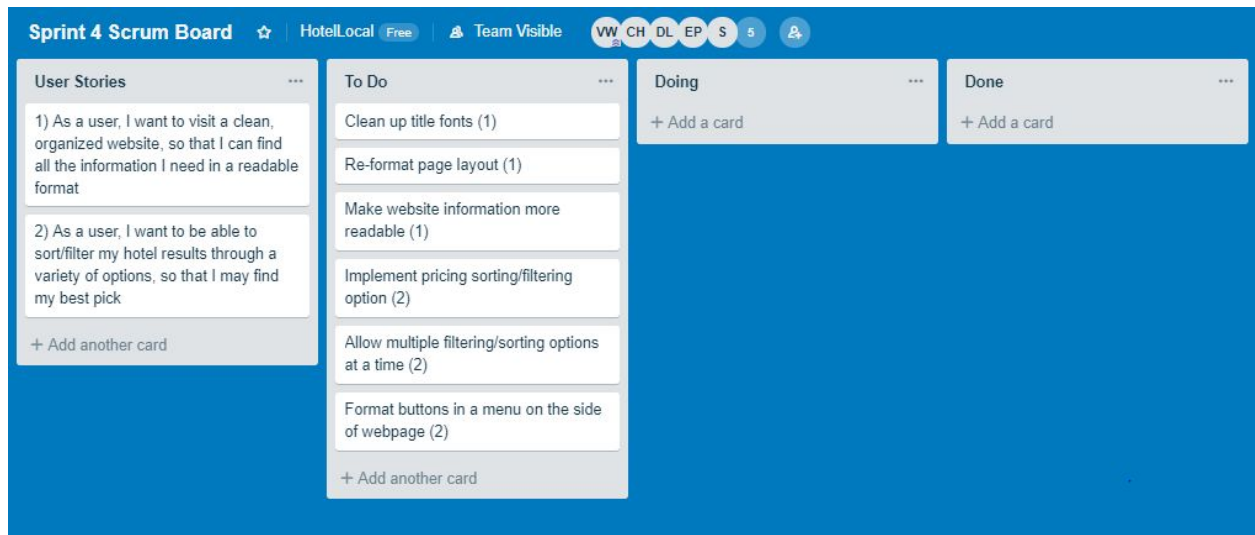 Sprint 4 Scrum Board HotelLocal Free Team Visible VW CH DL EP S 5
User Stories
1) As a user, I want to visit a clean,
organized website, so that I can find
all the information I need in a readable
format
2) As a user, I want to be able to
sort/filter my hotel results through a
variety of options, so that I may find
my best pick
+ Add another card
To Do
Clean up title fonts (1)
Re-format page layout (1)
Make website information more
readable (1)
Implement pricing sorting/filtering
option (2)
Allow multiple filtering/sorting options
at a time (2)
Format buttons in a menu on the side
of webpage (2)
+ Add another card
Doing
+ Add a card
Done
+ Add a card